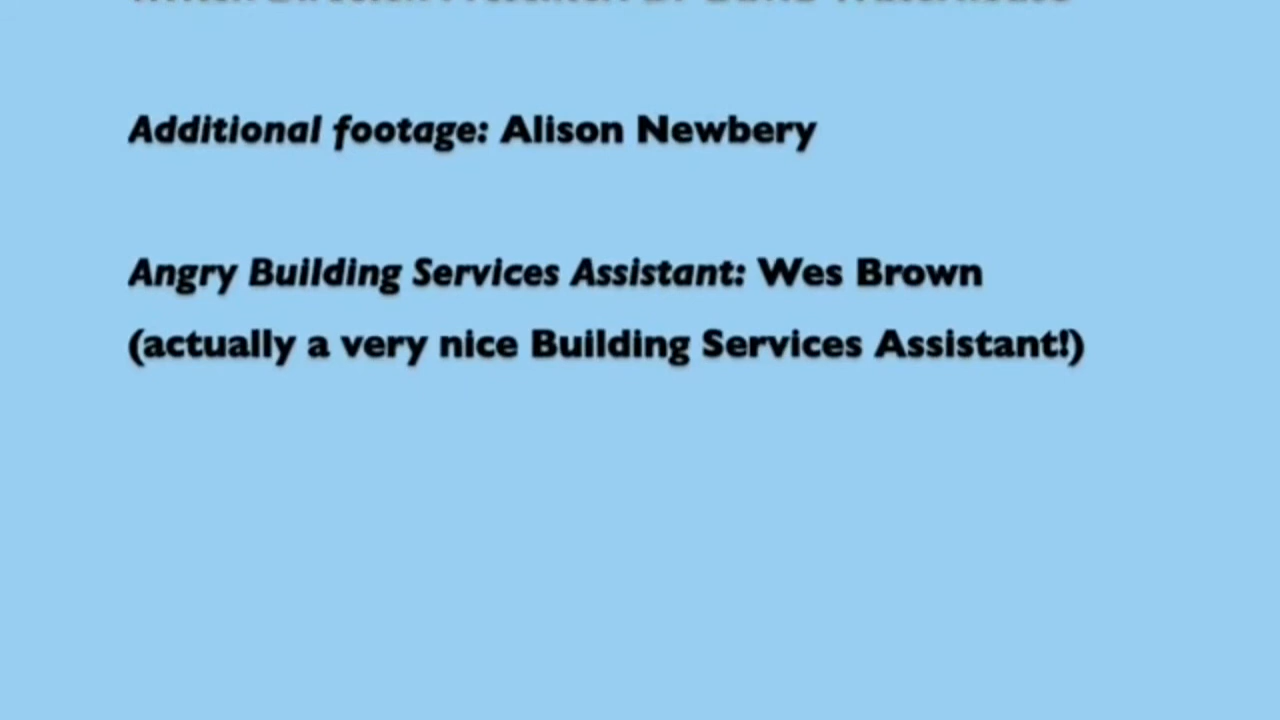 Additional footage: Alison Newbery
Angry Building Services Assistant: Wes Brown
(actually a very nice Building Services Assistant!)